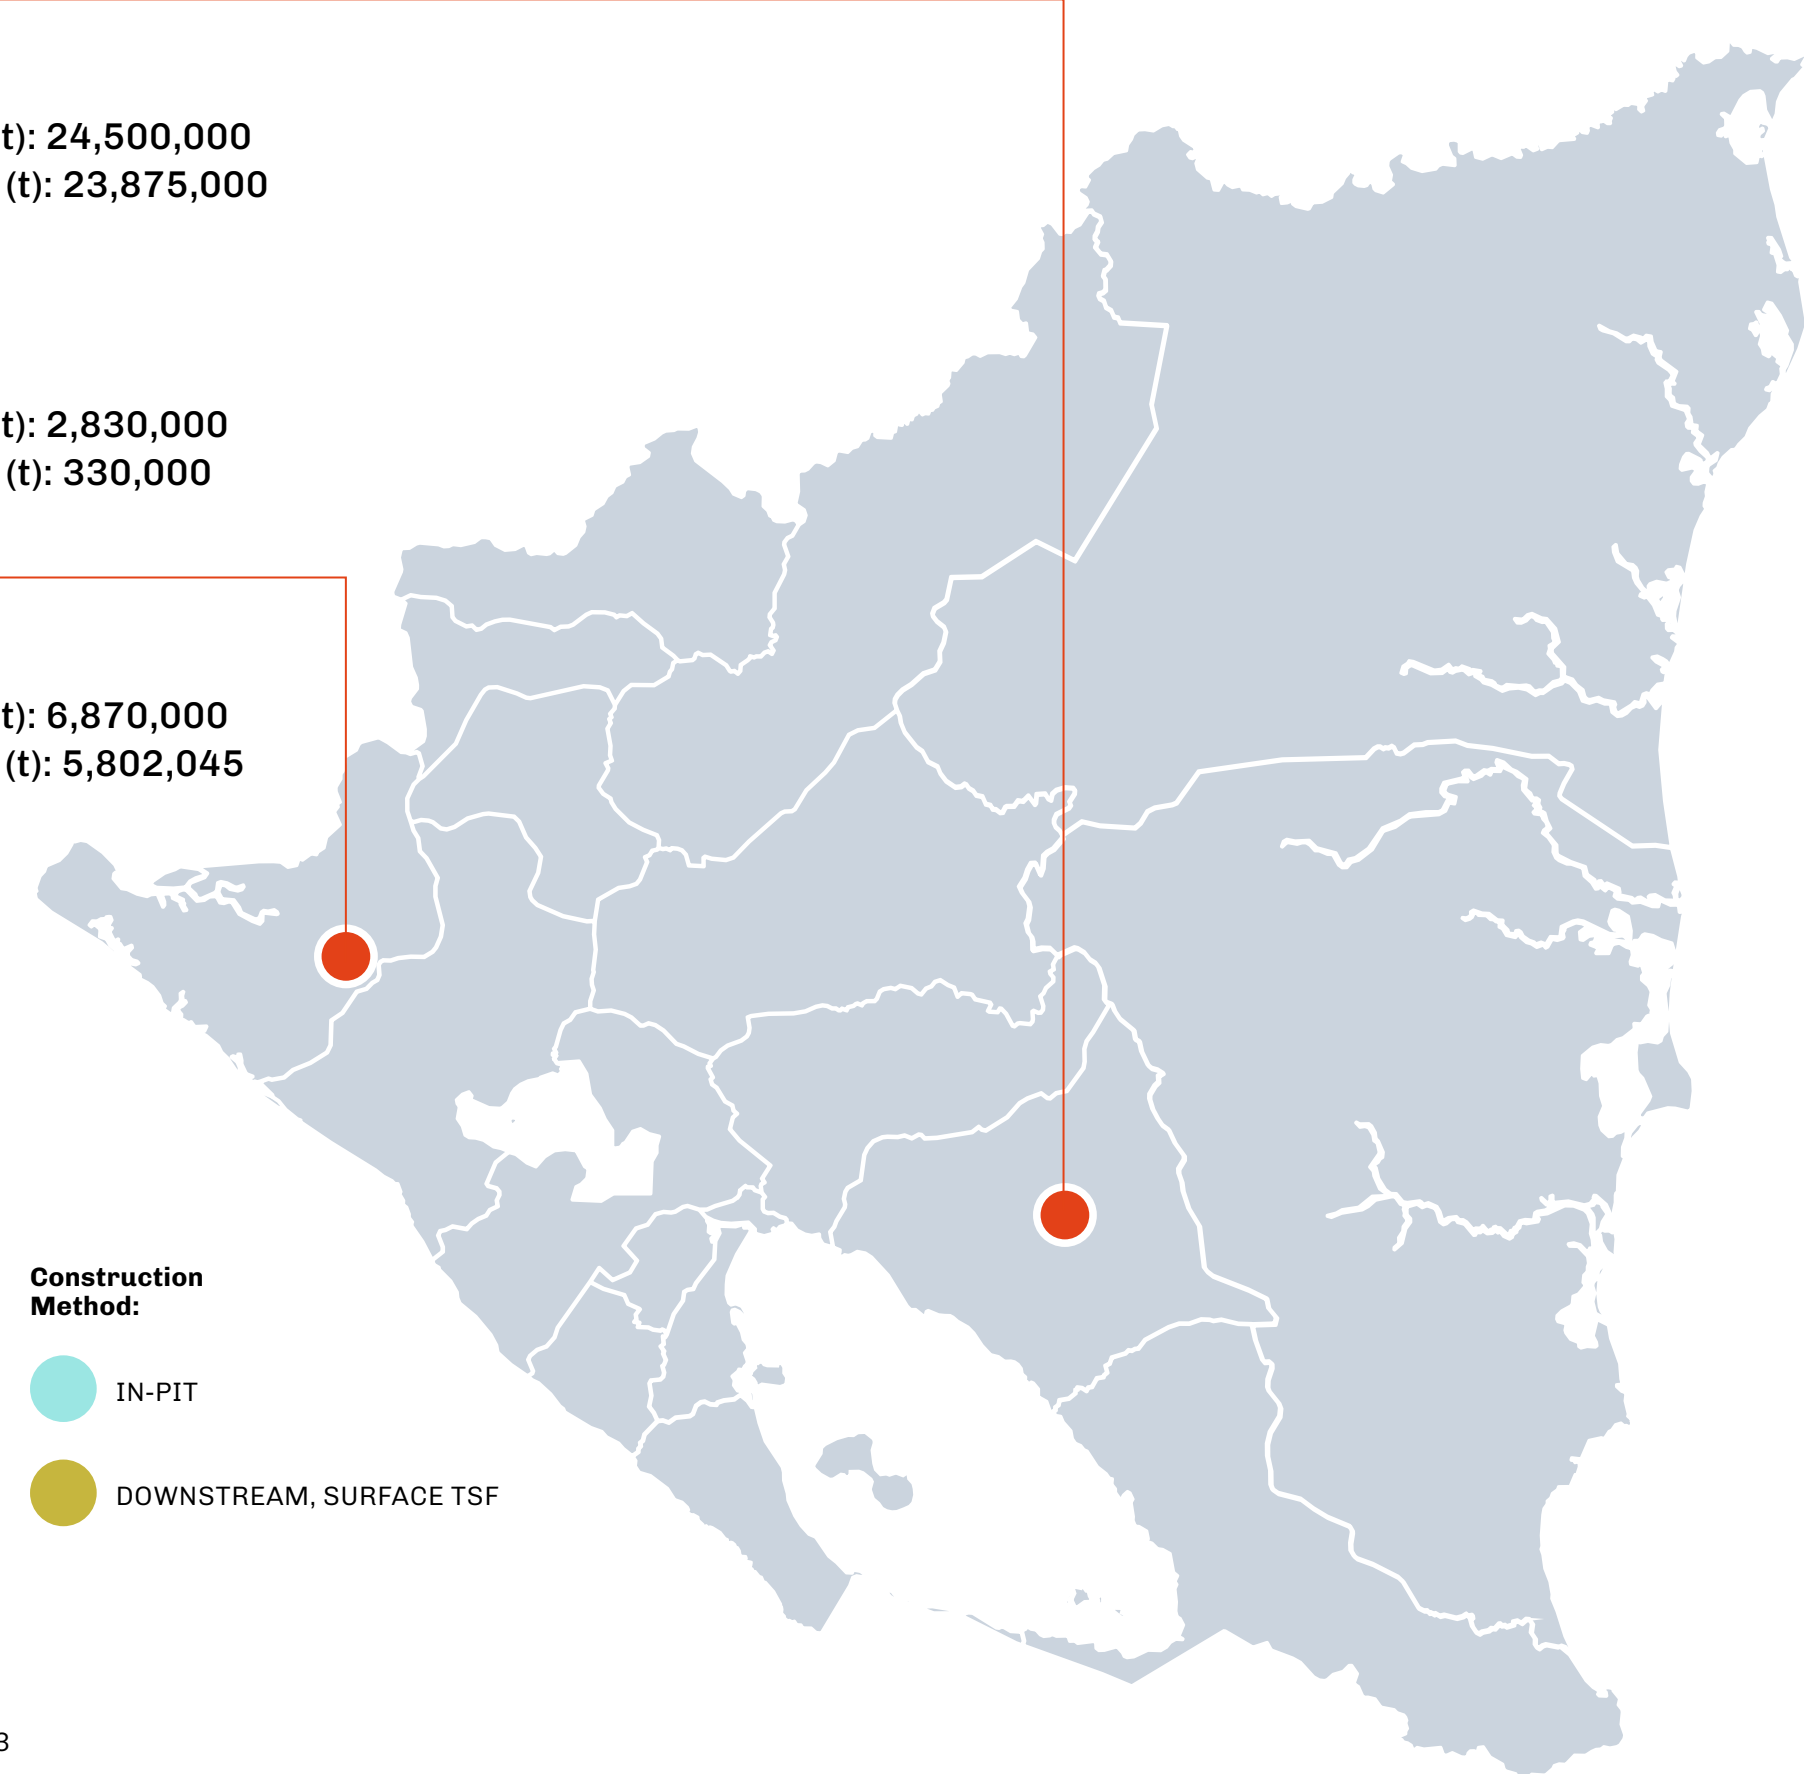 t): 24,500,000
(t): 23,875,000
t): 2,830,000
(t): 330,000
t): 6,870,000
(t): 5,802,045
Construction
Method:
IN-PIT
DOWNSTREAM, SURFACE TSF
3